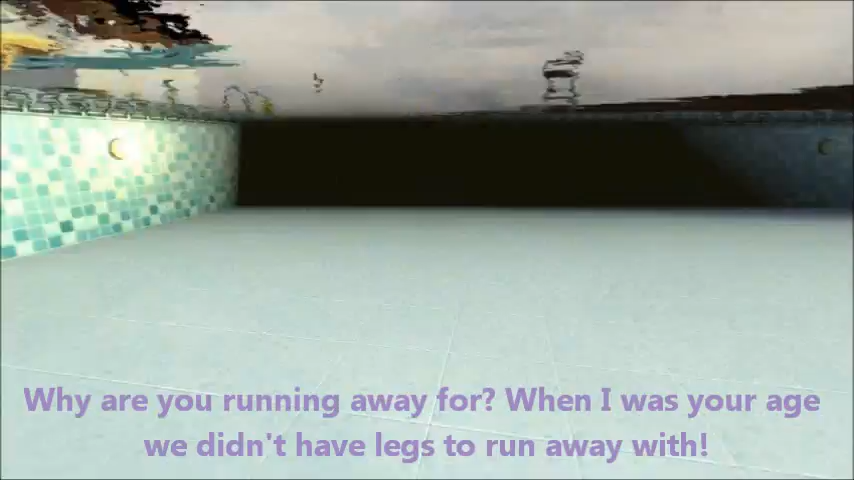 Why are you running away for? When I was your age
we didn't have legs to run away with!